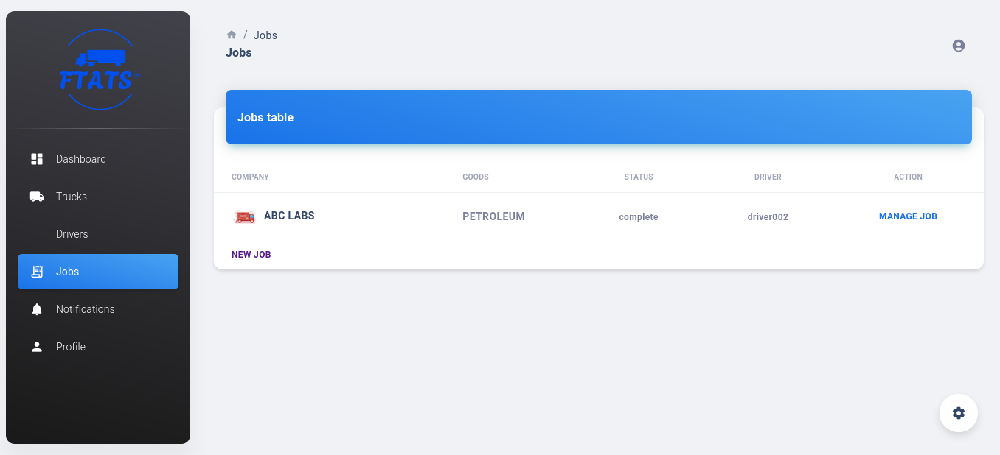 FTATS
Dashboard
Trucks
Drivers
Jobs
Notifications
Profile
/ Jobs
Jobs
Jobs table
COMPANY GOODS STATUS DRIVER ACTION
ABC LABS PETROLEUM complete driver002 MANAGE JOB
NEW JOB